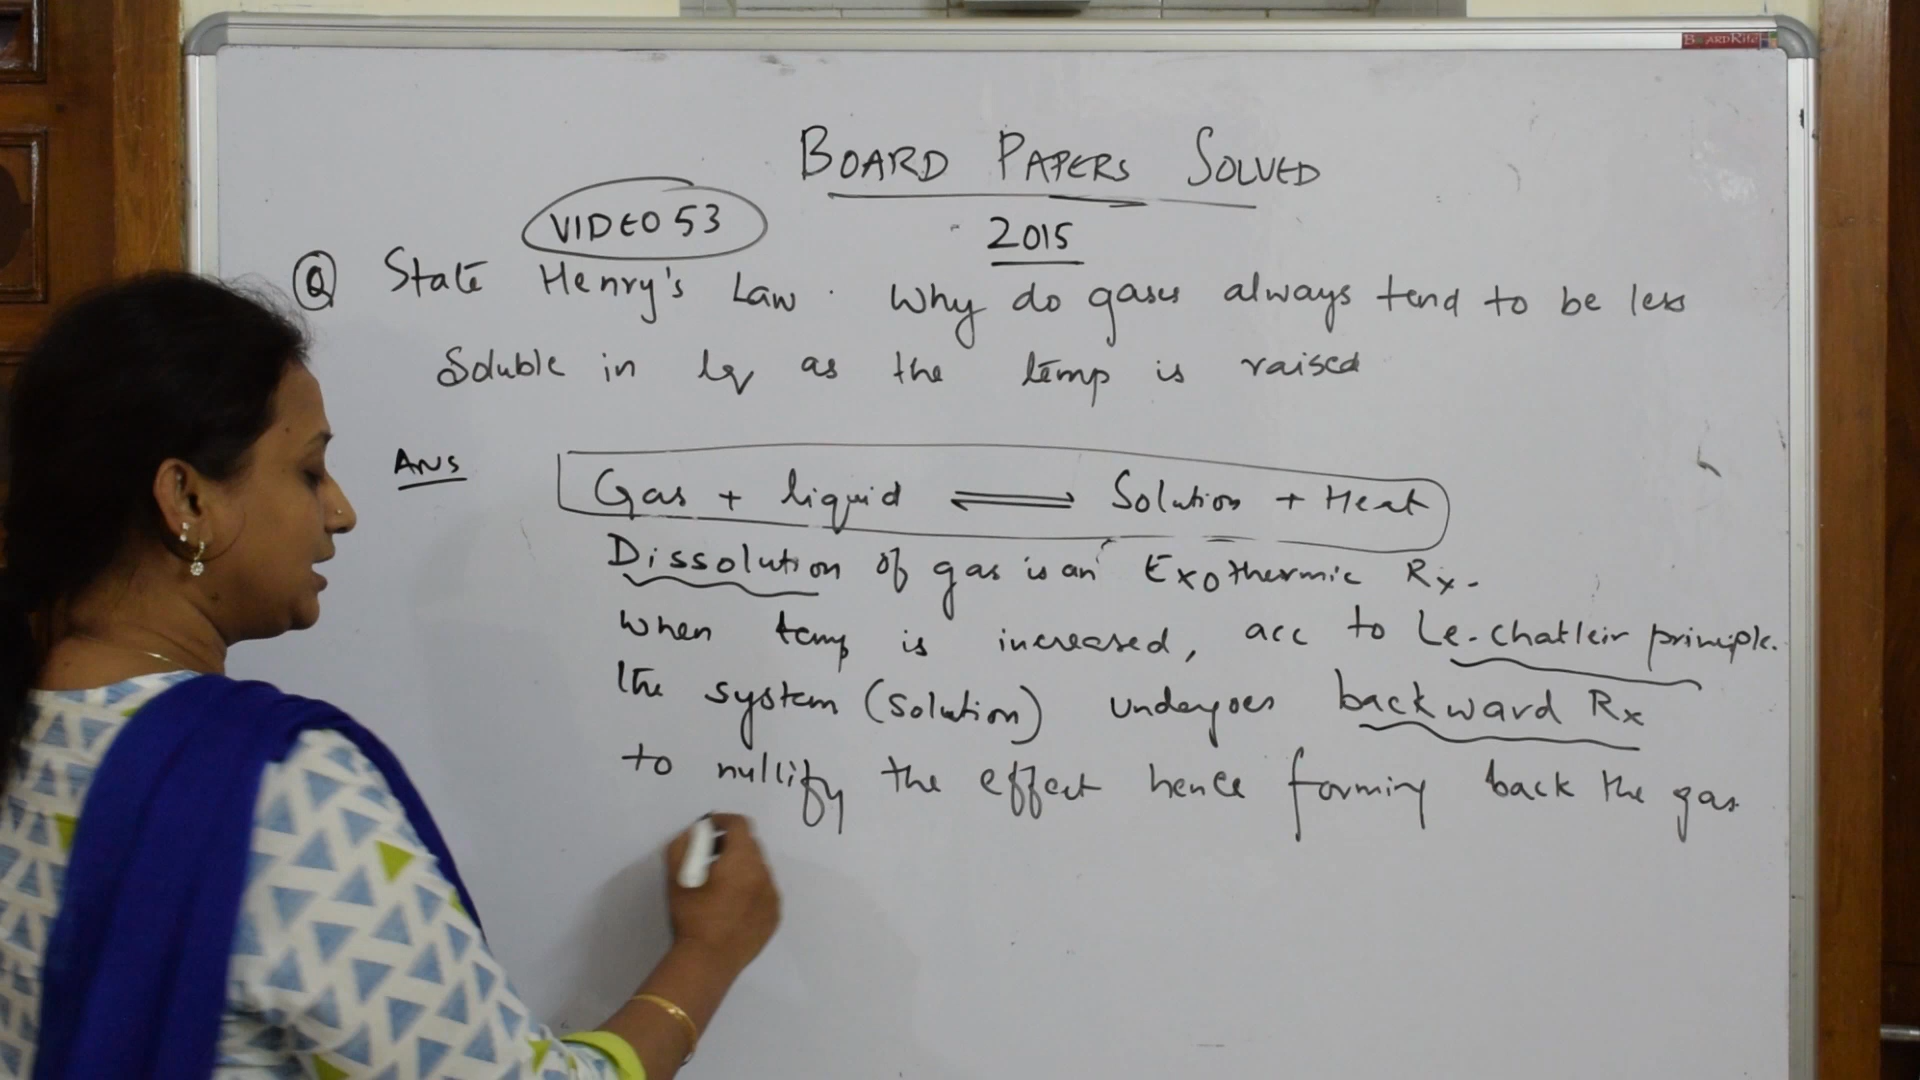 BOARDRITE
BOARD PAPERS SOLVED
VIDEO 53
2015
Q State Henry's Law. Why do gases always tend to be less
soluble in lq as the temp is raised
ANS
Gas + liquid ⇌ Solution + Heat
Dissolution of gas is an Exothermic Rx.
When temp is increased, acc to Le-chatleir principle.
the system (solution) undergoes backward Rx
to nullify the effect hence forming back the gas